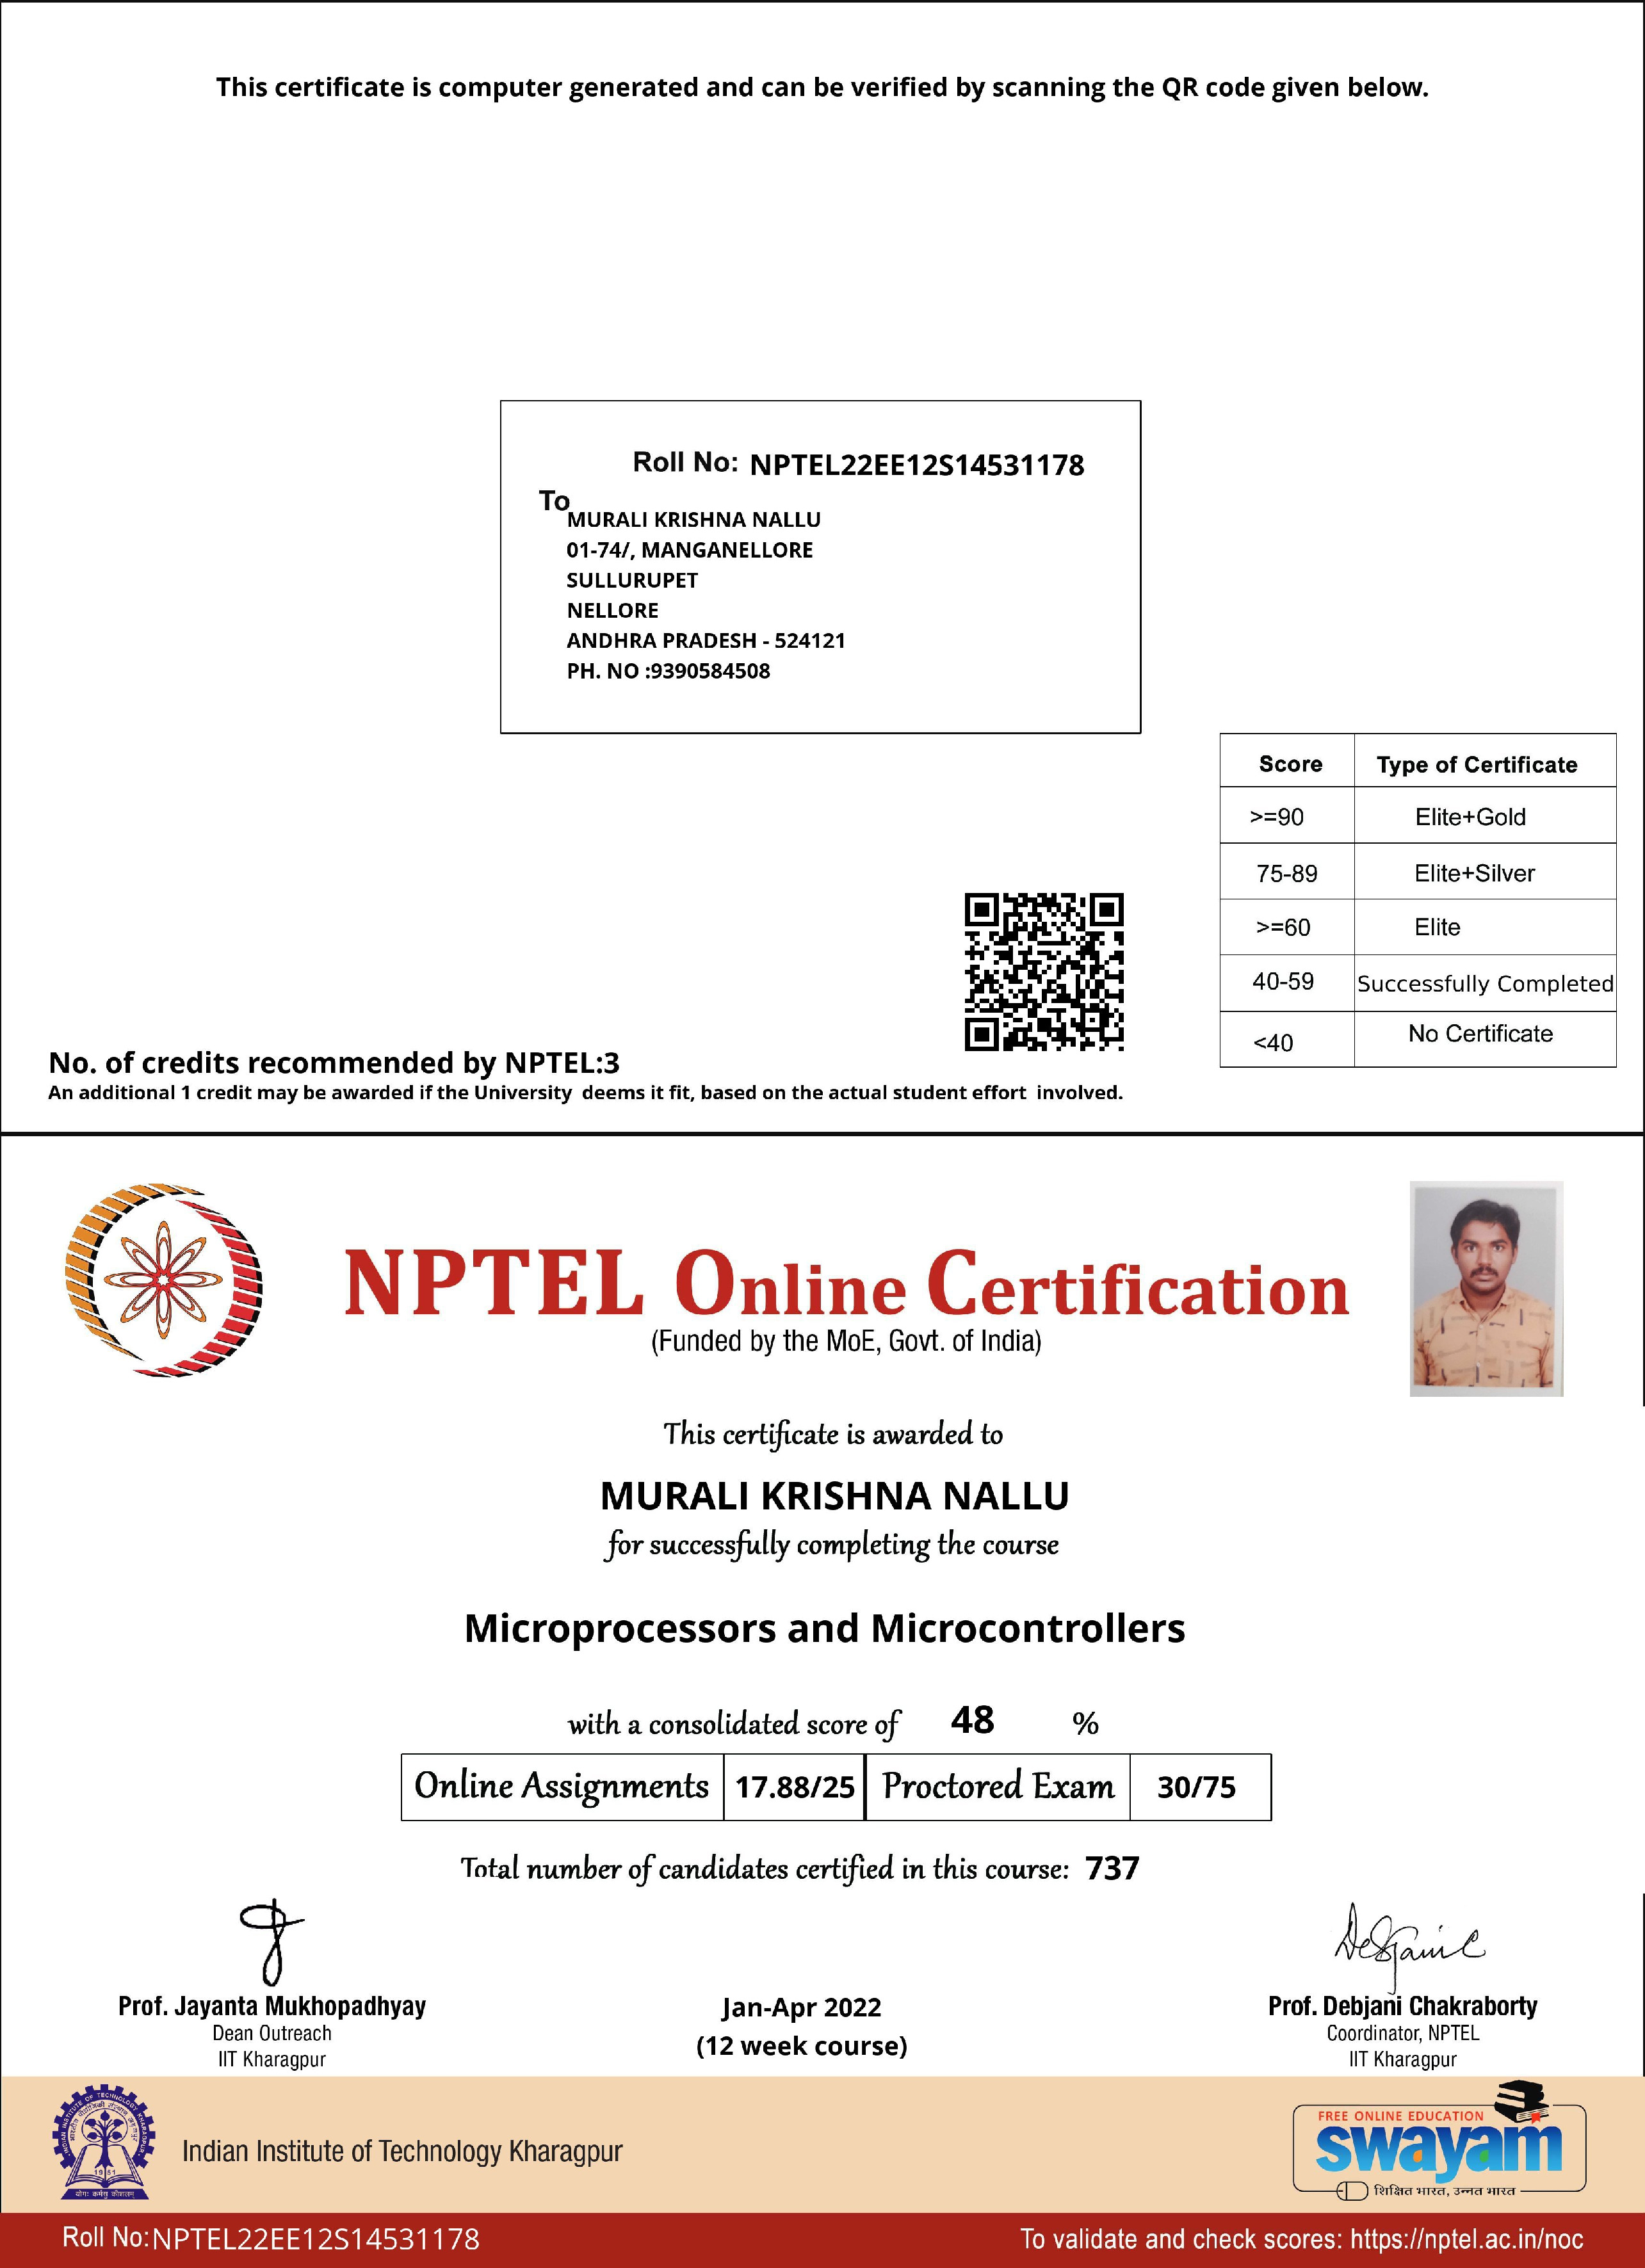 This certificate is computer generated and can be verified by scanning the QR code given below.
Roll No: NPTEL22EE12S14531178
To
MURALI KRISHNA NALLU
01-74/, MANGANELLORE
SULLURUPET
NELLORE
ANDHRA PRADESH - 524121
PH. NO :9390584508
Score Type of Certificate
>=90 Elite+Gold
75-89 Elite+Silver
>=60 Elite
40-59 Successfully Completed
<40 No Certificate
No. of credits recommended by NPTEL:3
An additional 1 credit may be awarded if the University deems it fit, based on the actual student effort involved.
NPTEL Online Certification
(Funded by the MoE, Govt. of India)
This certificate is awarded to
MURALI KRISHNA NALLU
for successfully completing the course
Microprocessors and Microcontrollers
with a consolidated score of 48 %
Online Assignments 17.88/25 Proctored Exam 30/75
Total number of candidates certified in this course: 737
Prof. Jayanta Mukhopadhyay
Dean Outreach
IIT Kharagpur
Jan-Apr 2022
(12 week course)
Prof. Debjani Chakraborty
Coordinator, NPTEL
IIT Kharagpur
INDIAN INSTITUTE OF TECHNOLOGY KHARAGPUR
1951
योगः कर्मसु कौशलम्
Indian Institute of Technology Kharagpur
FREE ONLINE EDUCATION
swayam
शिक्षित भारत, उन्नत भारत
Roll No:NPTEL22EE12S14531178
To validate and check scores: https://nptel.ac.in/noc